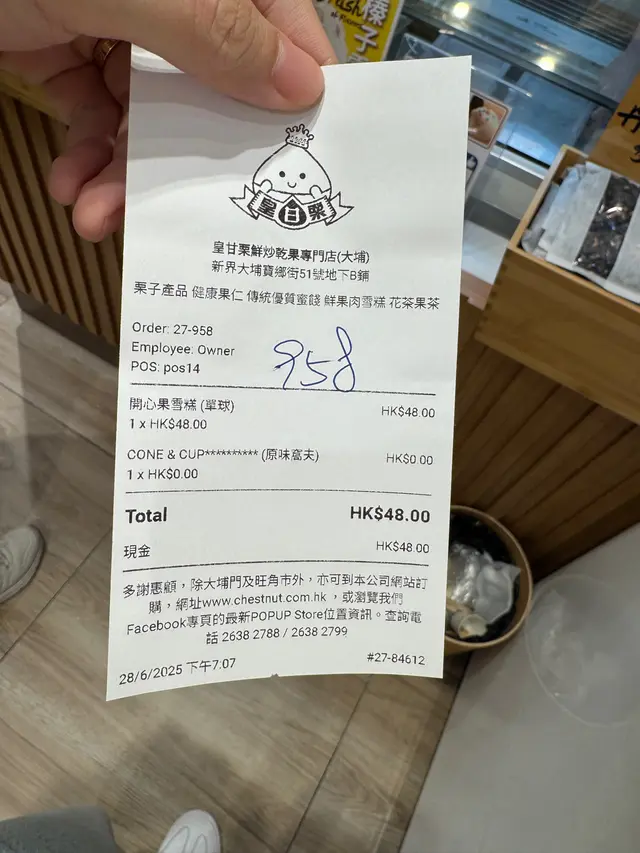 皇甘栗
皇甘栗鮮炒乾果專門店(大埔)
新界大埔寶鄉街51號地下B鋪
栗子產品 健康果仁 傳統優質蜜餞 鮮果肉雪糕 花茶果茶
Order: 27-958
Employee: Owner
POS: pos14
958
開心果雪糕 (單球) HK$48.00
1 x HK$48.00
CONE & CUP********** (原味窩夫) HK$0.00
1 x HK$0.00
Total HK$48.00
現金 HK$48.00
多謝惠顧，除大埔門及旺角市外，亦可到本公司網站訂
購，網址www.chestnut.com.hk ，或瀏覽我們
Facebook專頁的最新POPUP Store位置資訊。查詢電
話 2638 2788 / 2638 2799
28/6/2025 下午7:07 #27-84612
榛子